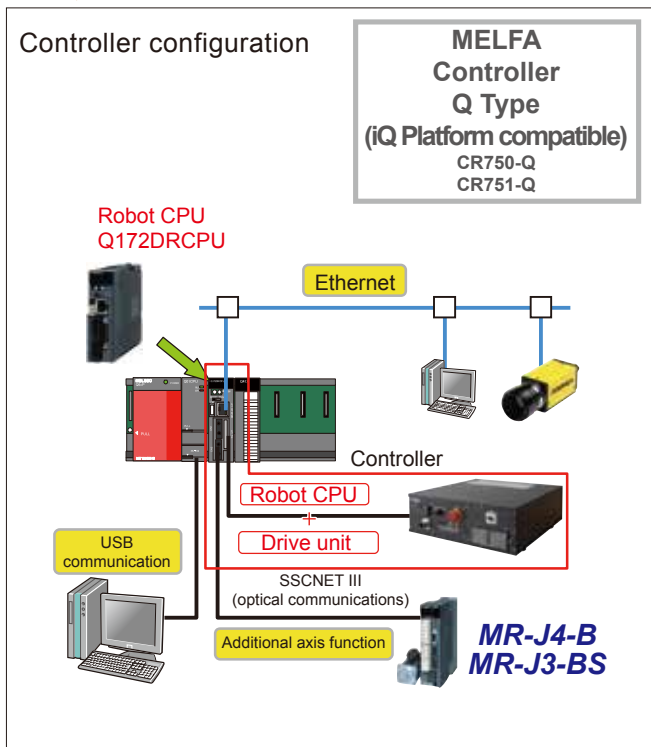 Controller configuration
MELFA
Controller
Q Type
(iQ Platform compatible)
CR750-Q
CR751-Q
Robot CPU
Q172DRCPU
Ethernet
PULL
Controller
Robot CPU
+
Drive unit
USB
communication
SSCNET III
(optical communications)
Additional axis function
MR-J4-B
MR-J3-BS